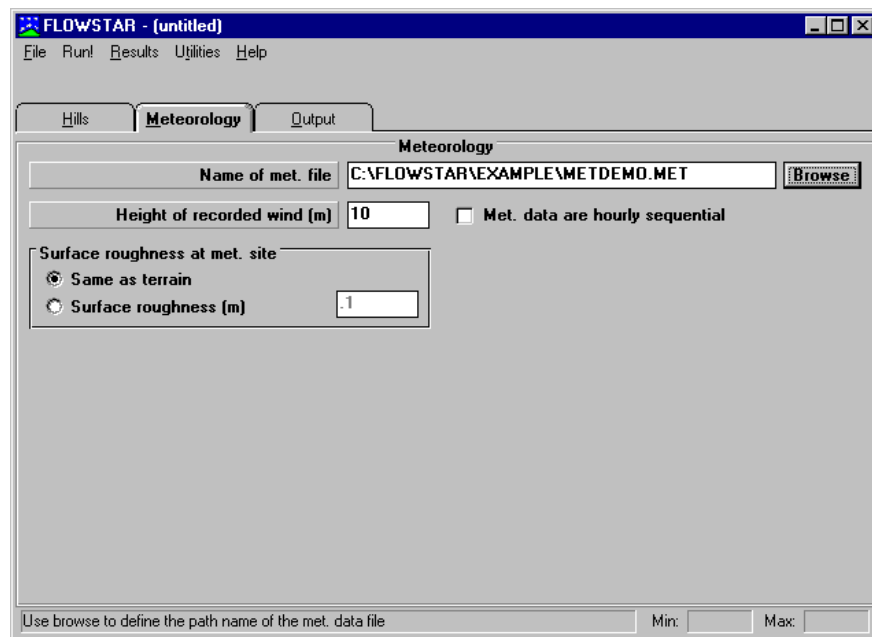 FLOWSTAR - (untitled)
File Run! Results Utilities Help
Hills Meteorology Output
Meteorology
Name of met. file C:\FLOWSTAR\EXAMPLE\METDEMO.MET Browse
Height of recorded wind (m) 10 Met. data are hourly sequential
Surface roughness at met. site
Same as terrain
Surface roughness (m) .1
Use browse to define the path name of the met. data file Min: Max: